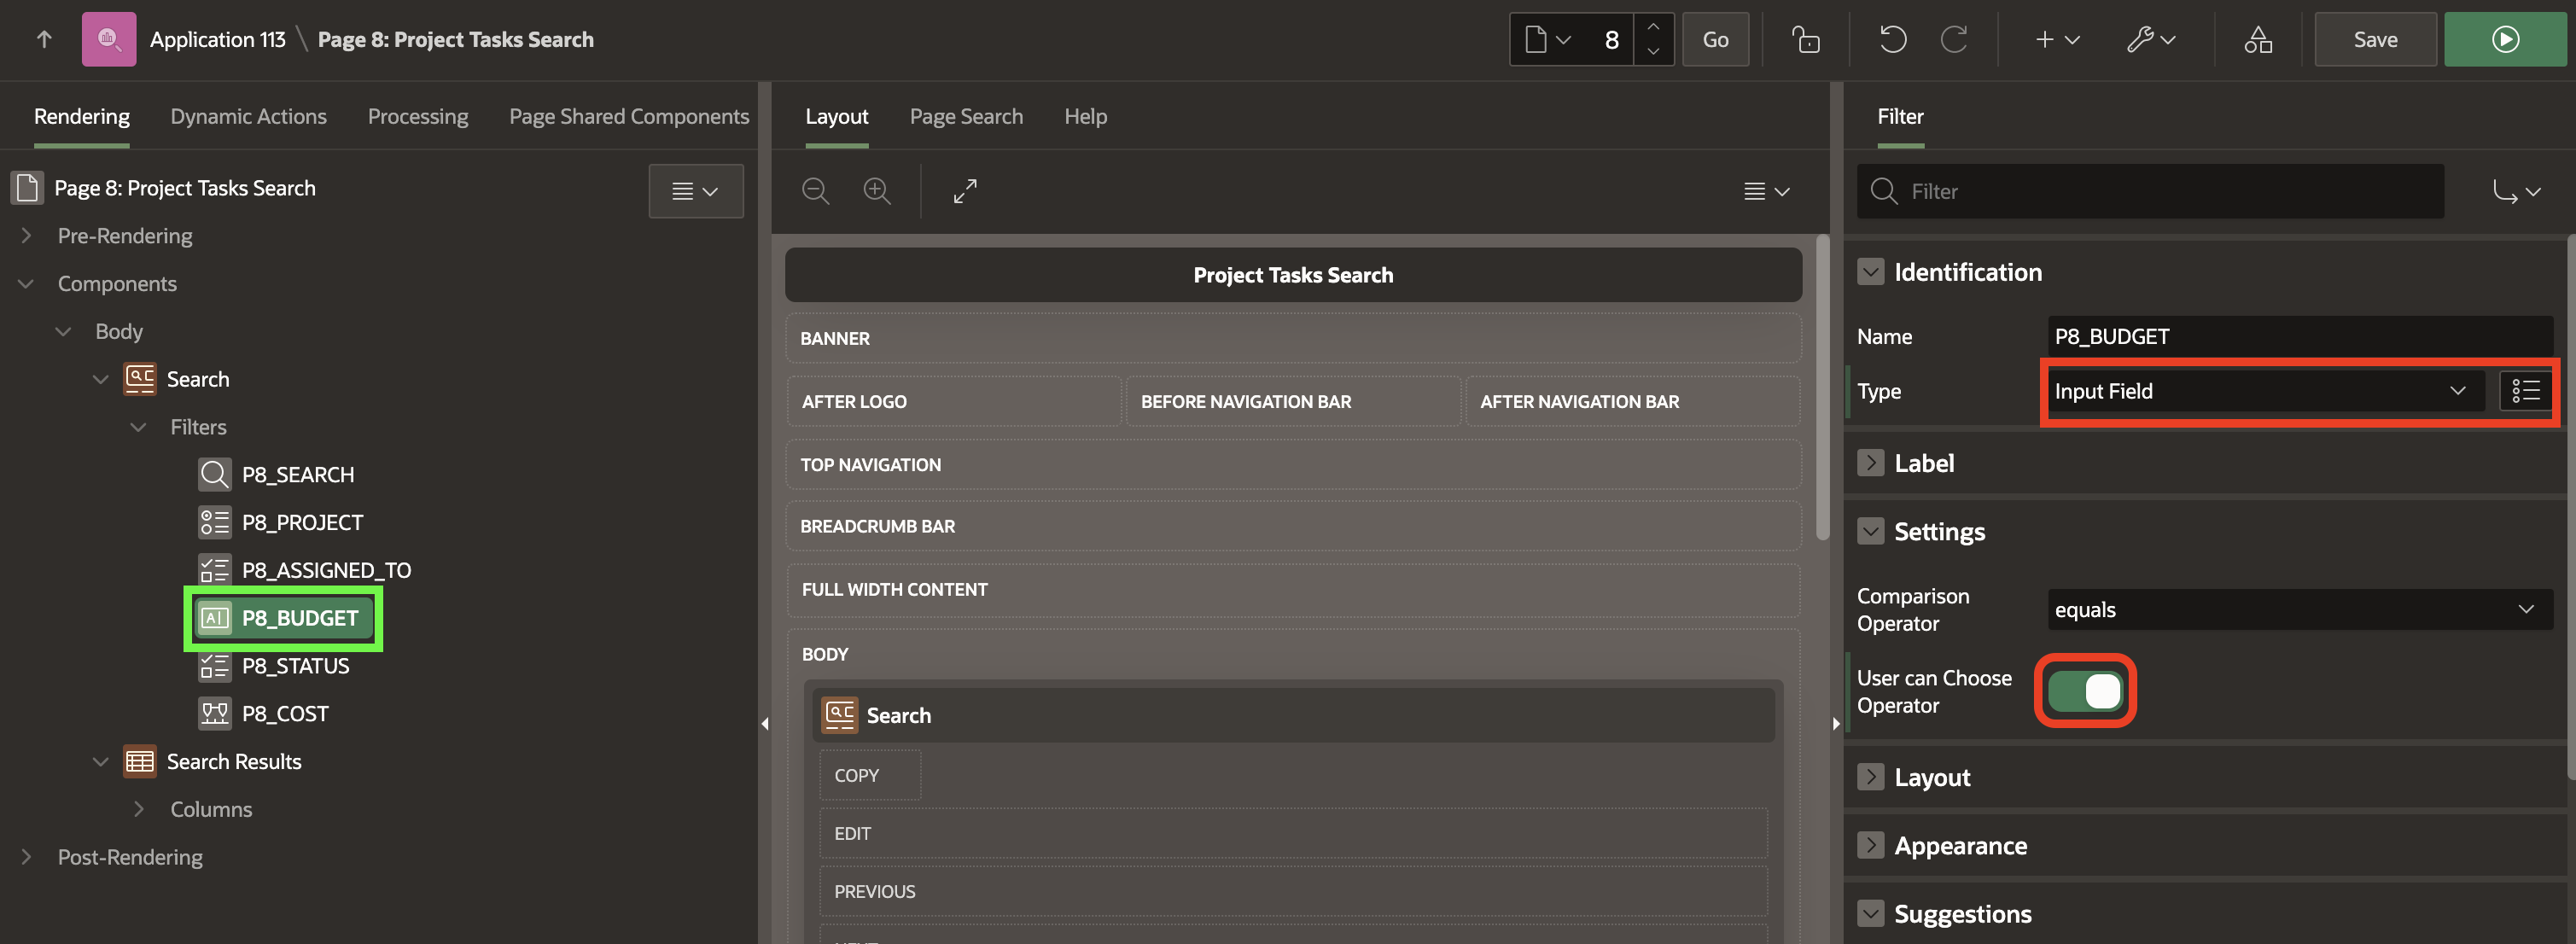 Application 113 \ Page 8: Project Tasks Search
8
Go
Save
Rendering
Dynamic Actions
Processing
Page Shared Components
Layout
Page Search
Help
Filter
Page 8: Project Tasks Search
Pre-Rendering
Components
Body
Search
Filters
P8_SEARCH
P8_PROJECT
P8_ASSIGNED_TO
A
P8_BUDGET
P8_STATUS
P8_COST
Search Results
Columns
Post-Rendering
Project Tasks Search
BANNER
AFTER LOGO
BEFORE NAVIGATION BAR
AFTER NAVIGATION BAR
TOP NAVIGATION
BREADCRUMB BAR
FULL WIDTH CONTENT
BODY
Search
COPY
EDIT
PREVIOUS
Filter
Identification
Name
P8_BUDGET
Type
Input Field
Label
Settings
Comparison
Operator
equals
User can Choose
Operator
Layout
Appearance
Suggestions